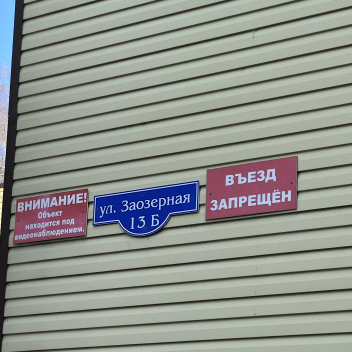 ВНИМАНИЕ!
Объект
находится под
видеонаблюдением.
ул. Заозерная
13 Б
ВЪЕЗД
ЗАПРЕЩЁН